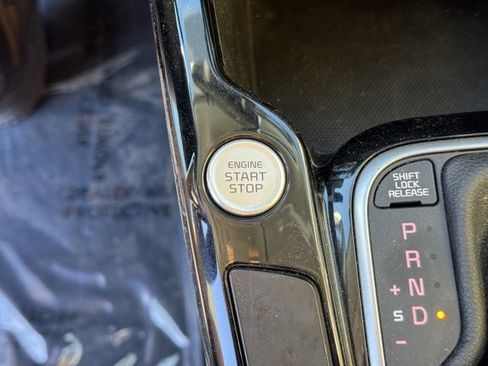 ENGINE
START
STOP
SHIFT
LOCK
RELEASE
P
R
+ N
S D
-